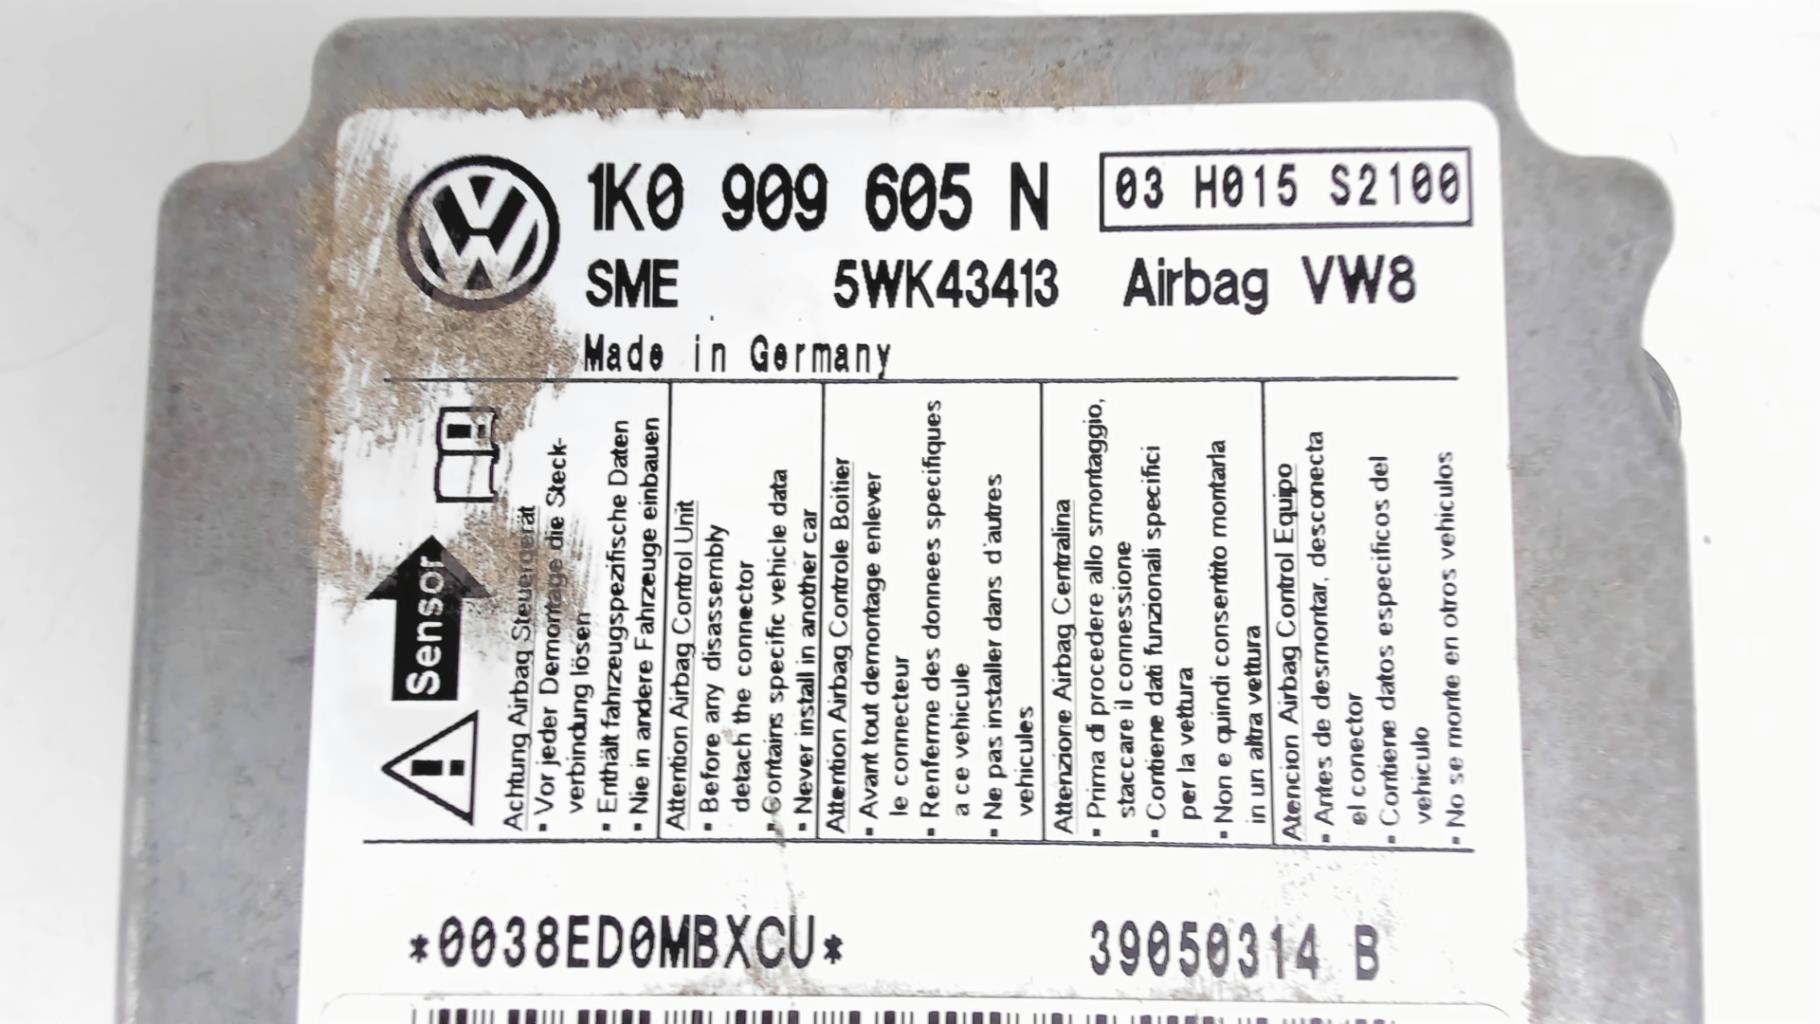 1K0 909 605 N
03 H015 S2100
SME 5WK43413 Airbag VW8
Made in Germany
Sensor
Achtung Airbag Steuergerät
▪ Vor jeder Demontage die Steck-
verbindung lösen
▪ Enthält fahrzeugspezifische Daten
▪ Nie in andere Fahrzeuge einbauen
Attention Airbag Control Unit
▪ Before any disassembly
detach the connector
▪ Contains specific vehicle data
▪ Never install in another car
Attention Airbag Controle Boitier
▪ Avant tout demontage enlever
le connecteur
▪ Renferme des donnees specifiques
a ce vehicule
▪ Ne pas installer dans d'autres
vehicules
Attenzione Airbag Centralina
▪ Prima di procedere allo smontaggio,
staccare il connessione
▪ Contiene dati funzionali specifici
per la vettura
▪ Non e quindi consentito montarla
in un altra vettura
Atencion Airbag Control Equipo
▪ Antes de desmontar, desconecta
el conector
▪ Contiene datos especificos del
vehiculo
▪ No se monte en otros vehiculos
*0038ED0MBXCU* 39050314 B